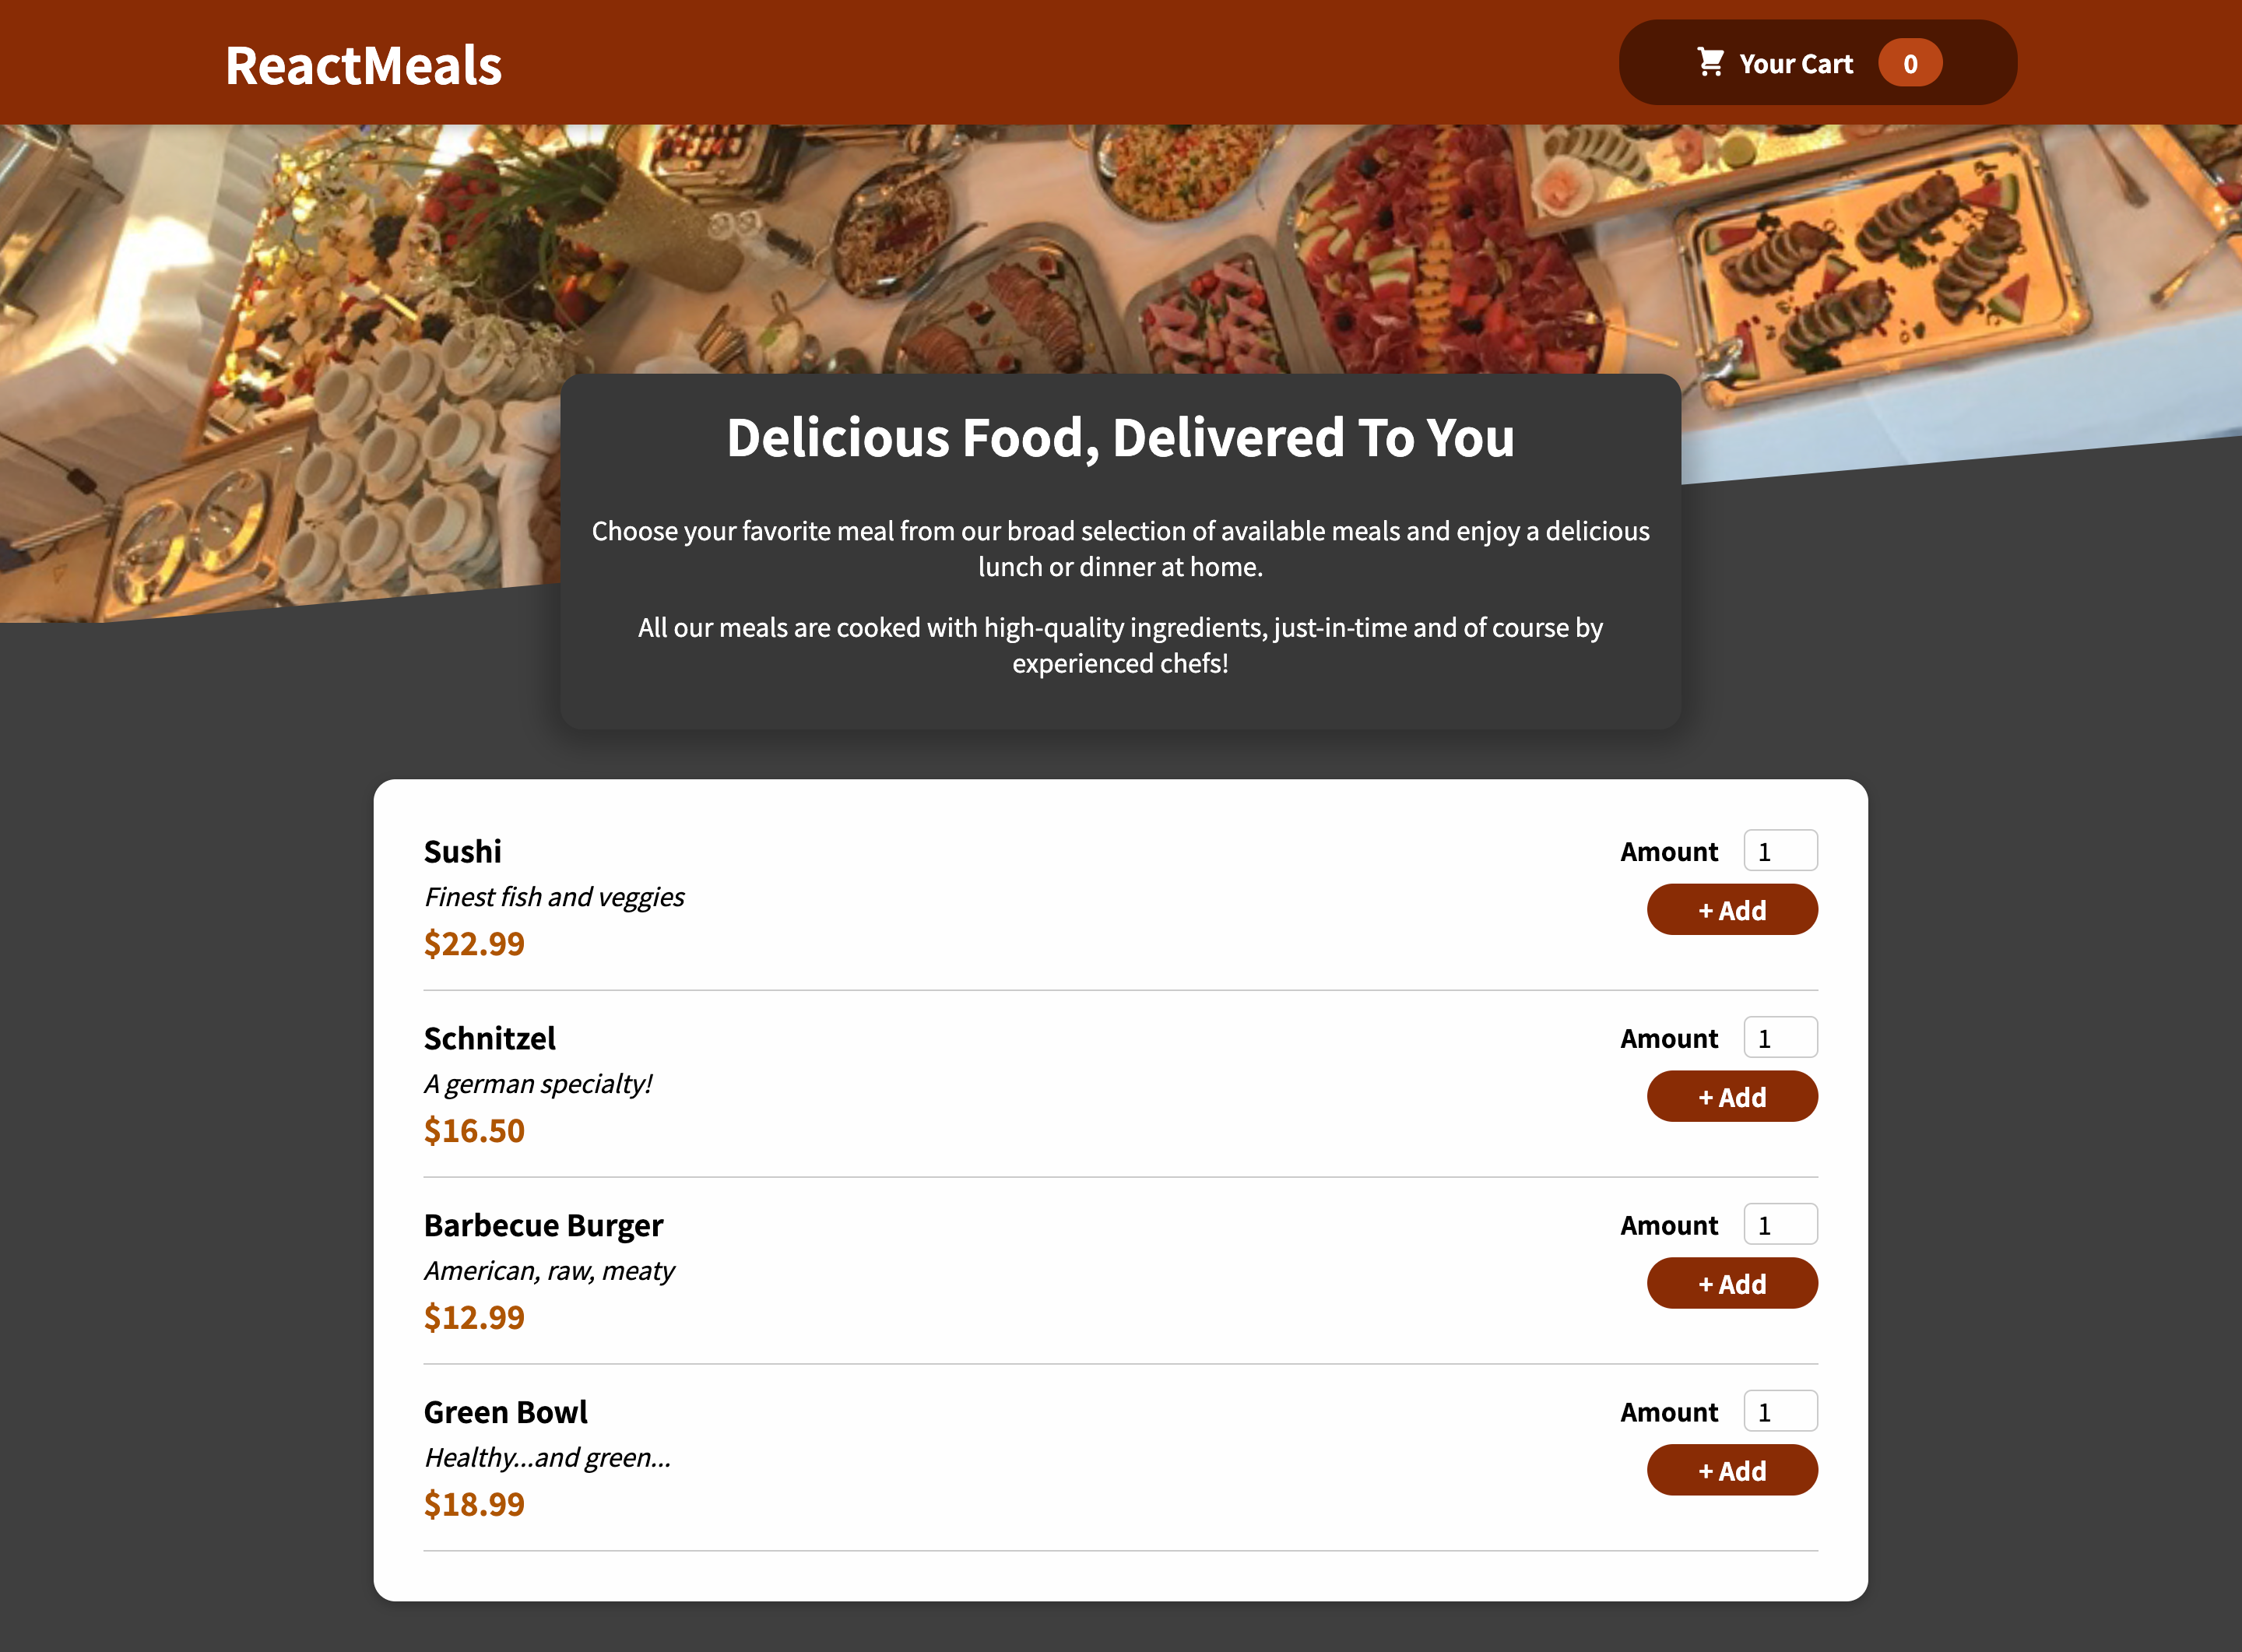 ReactMeals
Your Cart 0
Delicious Food, Delivered To You
Choose your favorite meal from our broad selection of available meals and enjoy a delicious
lunch or dinner at home.
All our meals are cooked with high-quality ingredients, just-in-time and of course by
experienced chefs!
Sushi
Finest fish and veggies
$22.99
Amount 1
+ Add
Schnitzel
A german specialty!
$16.50
Amount 1
+ Add
Barbecue Burger
American, raw, meaty
$12.99
Amount 1
+ Add
Green Bowl
Healthy...and green...
$18.99
Amount 1
+ Add